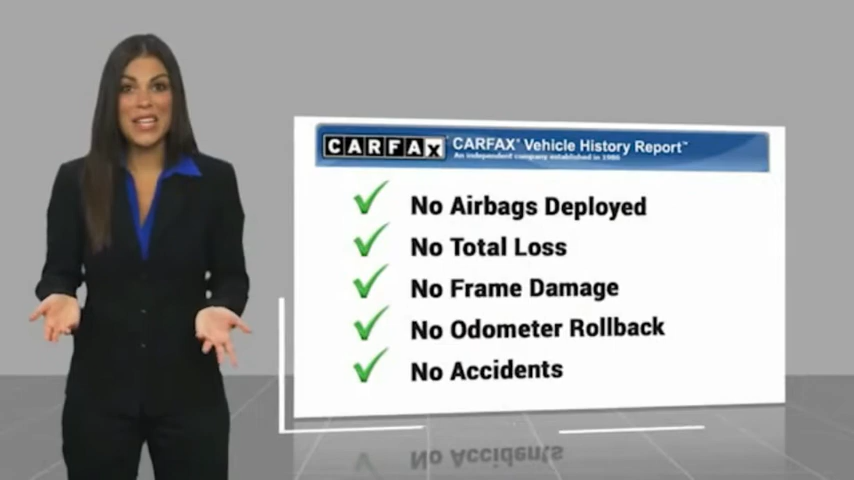 CARFAX CARFAX® Vehicle History Report™
An independent company established in 1986
No Airbags Deployed
No Total Loss
No Frame Damage
No Odometer Rollback
No Accidents
No Accidents